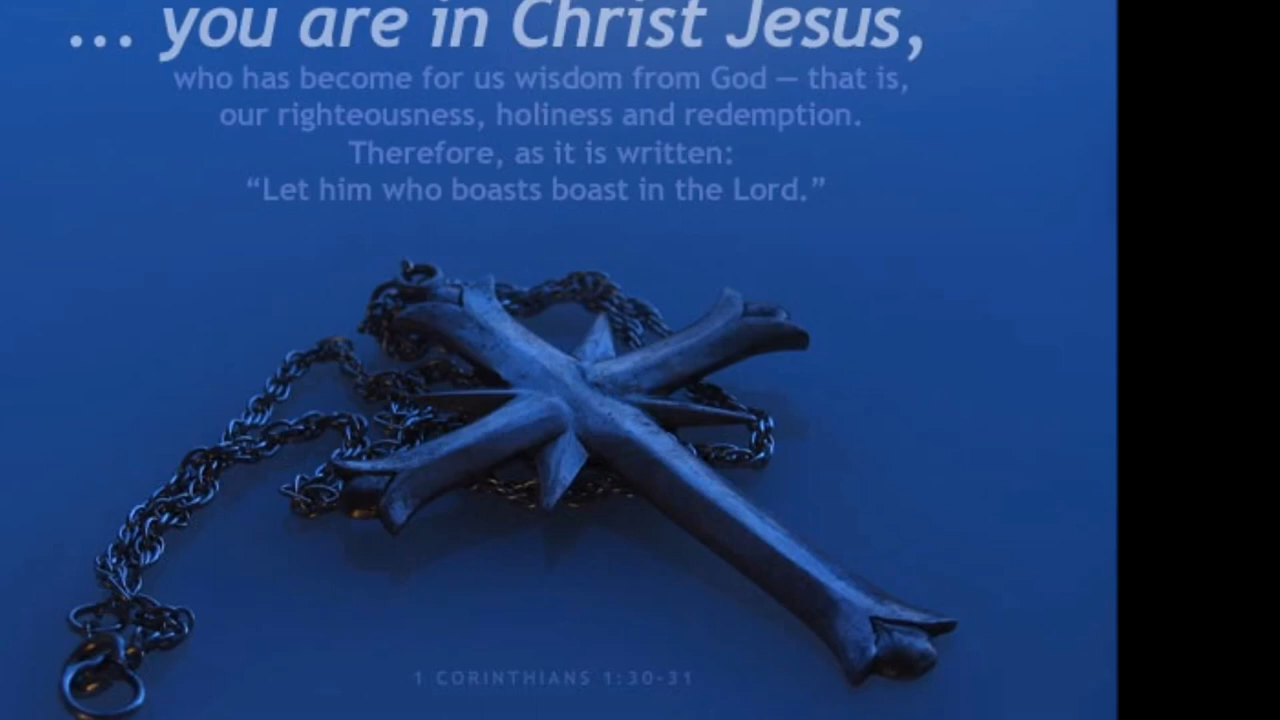 ... you are in Christ Jesus,
who has become for us wisdom from God — that is,
our righteousness, holiness and redemption.
Therefore, as it is written:
“Let him who boasts boast in the Lord.”
1 CORINTHIANS 1:30-31